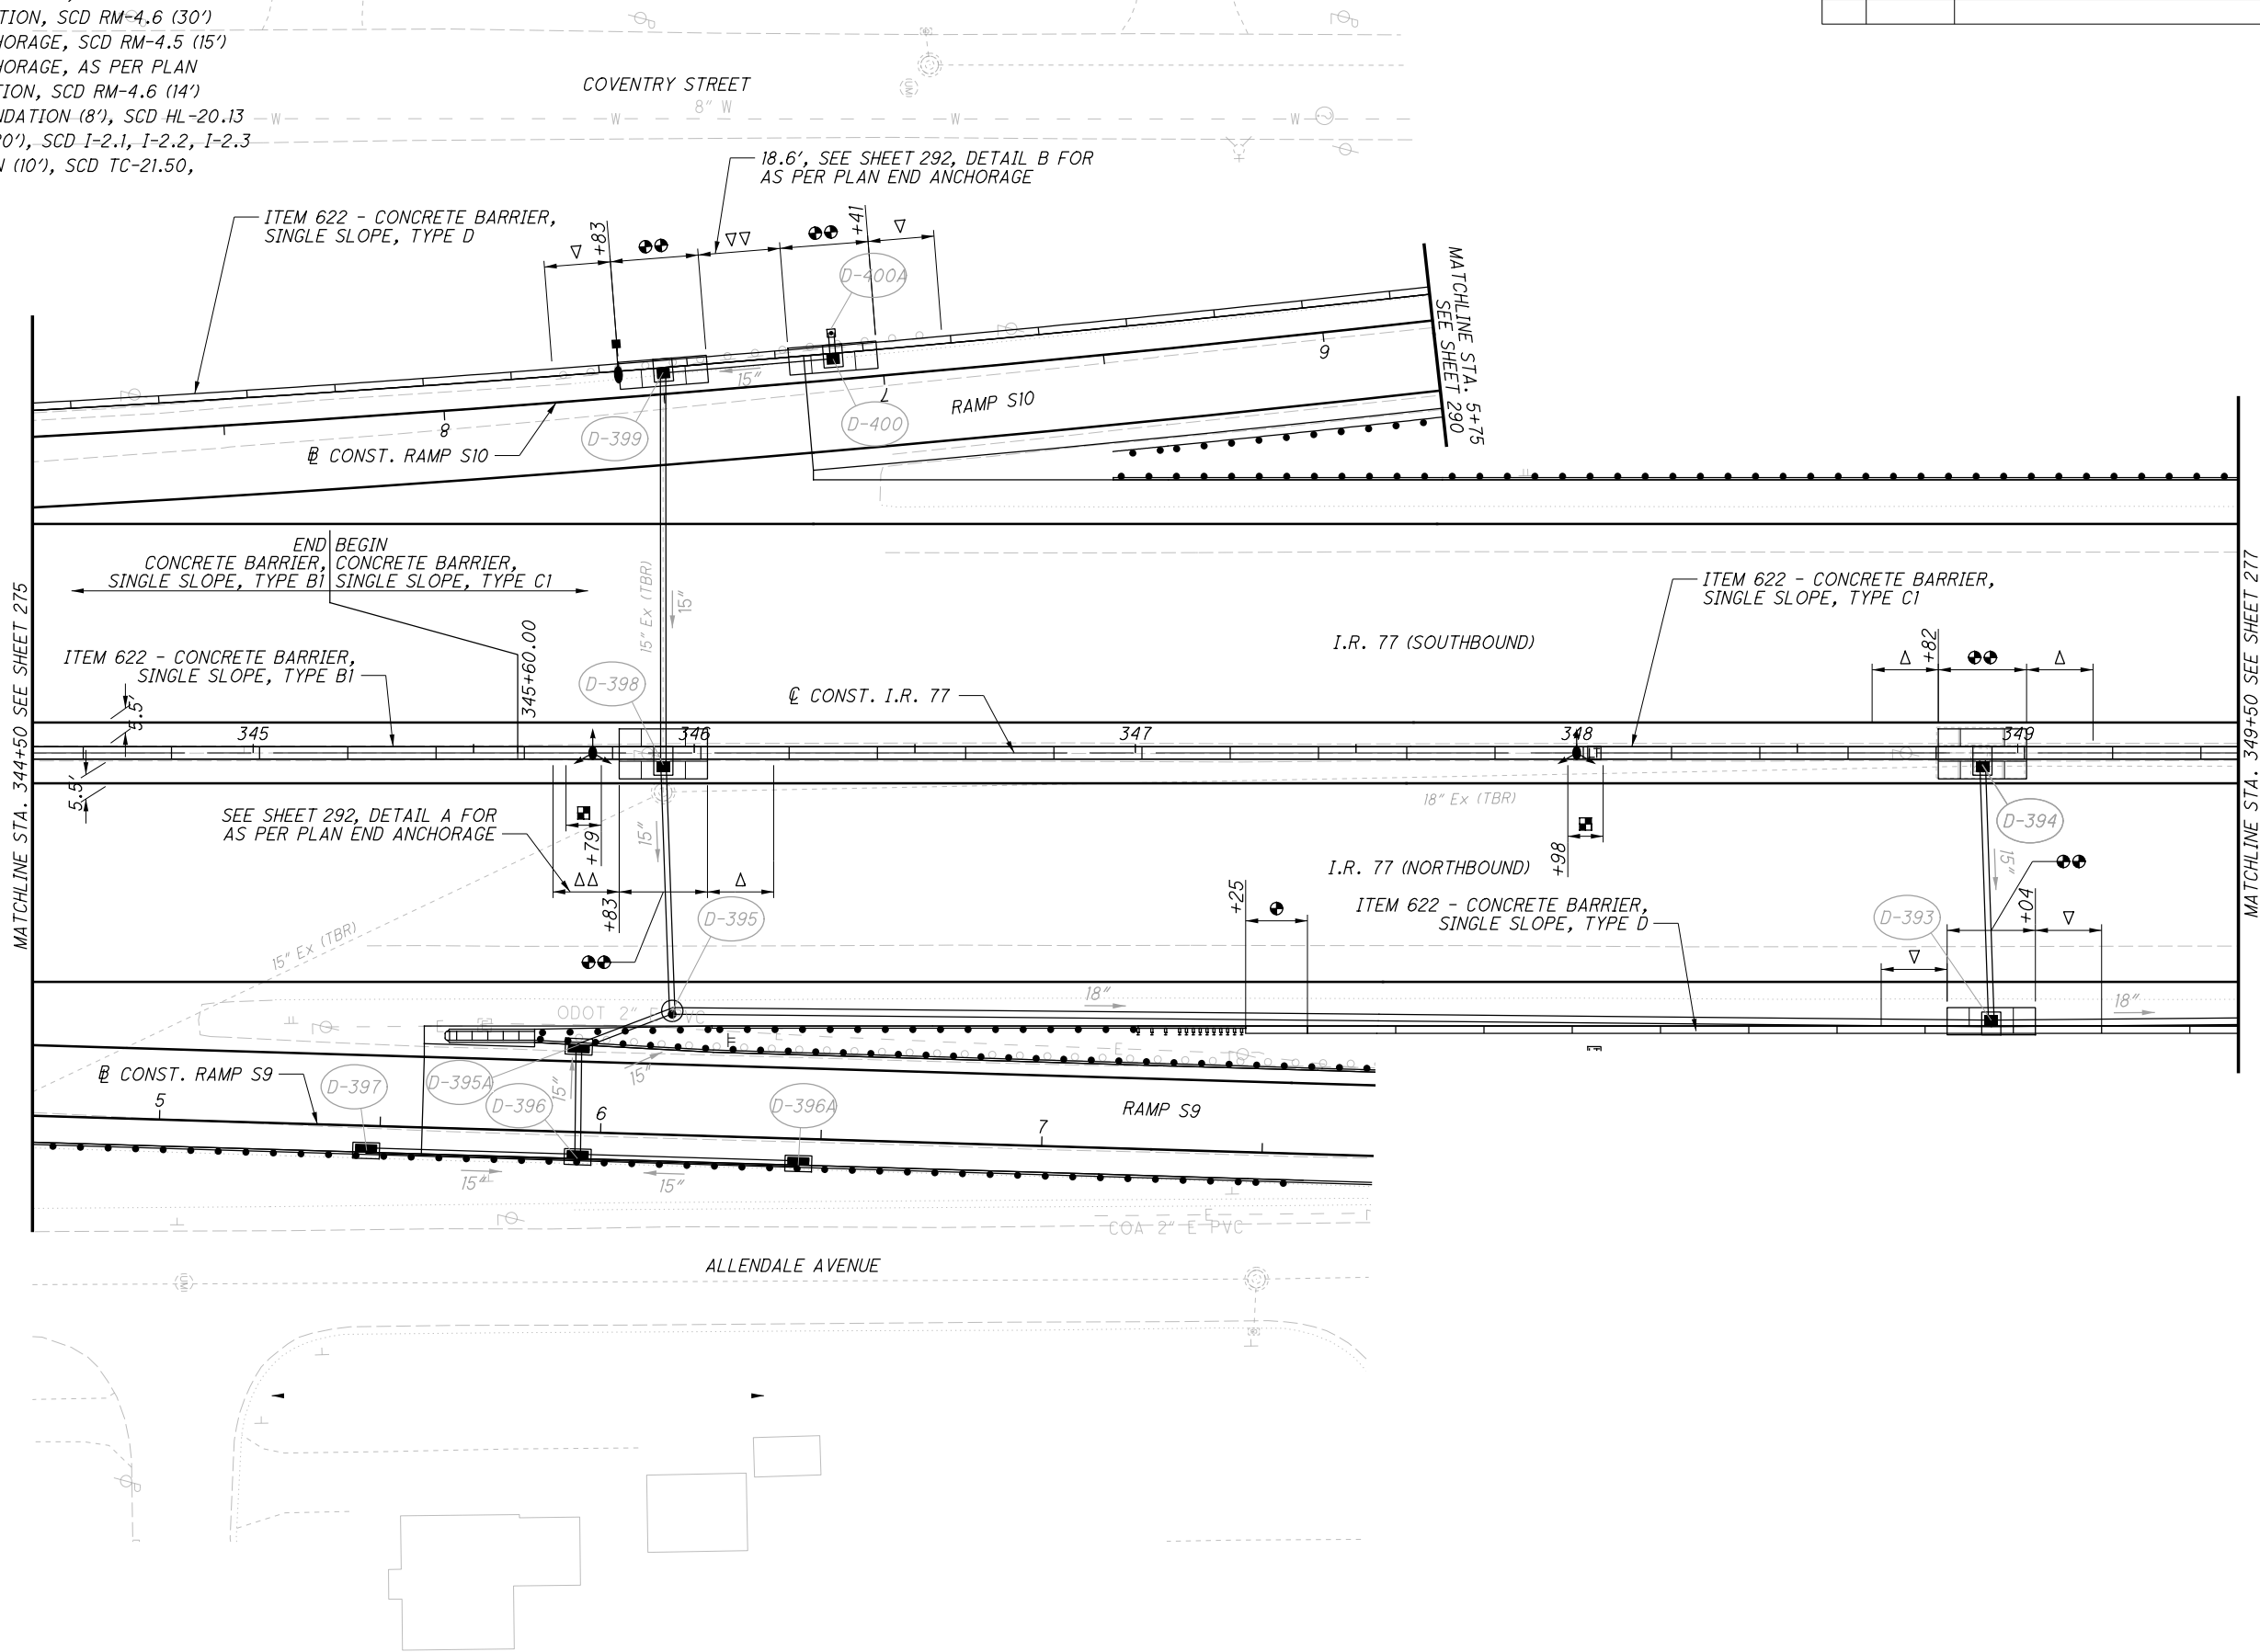 TION, SCD RM-4.6 (30')
HORAGE, SCD RM-4.5 (15')
HORAGE, AS PER PLAN
TION, SCD RM-4.6 (14')
NDATION (8'), SCD HL-20.13
20'), SCD I-2.1, I-2.2, I-2.3
N (10'), SCD TC-21.50,
COVENTRY STREET
8" W
W
W
W
W
18.6', SEE SHEET 292, DETAIL B FOR
AS PER PLAN END ANCHORAGE
ITEM 622 - CONCRETE BARRIER,
SINGLE SLOPE, TYPE D
+83
+41
D-400A
MATCHLINE STA. 5+75
SEE SHEET 290
15"
6
7
8
RAMP S10
D-399
D-400
℄ CONST. RAMP S10
END BEGIN
CONCRETE BARRIER, CONCRETE BARRIER,
SINGLE SLOPE, TYPE B1 SINGLE SLOPE, TYPE C1
15" Ex (TBR)
15"
345+60.00
ITEM 622 - CONCRETE BARRIER,
SINGLE SLOPE, TYPE C1
I.R. 77 (SOUTHBOUND)
+82
MATCHLINE STA. 344+50 SEE SHEET 275
MATCHLINE STA. 349+50 SEE SHEET 277
ITEM 622 - CONCRETE BARRIER,
SINGLE SLOPE, TYPE B1
D-398
℄ CONST. I.R. 77
5.5'
345
346
347
348
349
5.5'
18" Ex (TBR)
SEE SHEET 292, DETAIL A FOR
AS PER PLAN END ANCHORAGE
+79
15"
D-394
I.R. 77 (NORTHBOUND)
+98
15"
+83
D-395
+25
ITEM 622 - CONCRETE BARRIER,
SINGLE SLOPE, TYPE D
D-393
+04
15" Ex (TBR)
18"
18"
ODOT 2" E PVC
E
E
E
15"
15"
℄ CONST. RAMP S9
D-397
D-395A
D-396
D-396A
5
6
7
RAMP S9
15"
15"
E
COA 2" E PVC
ALLENDALE AVENUE